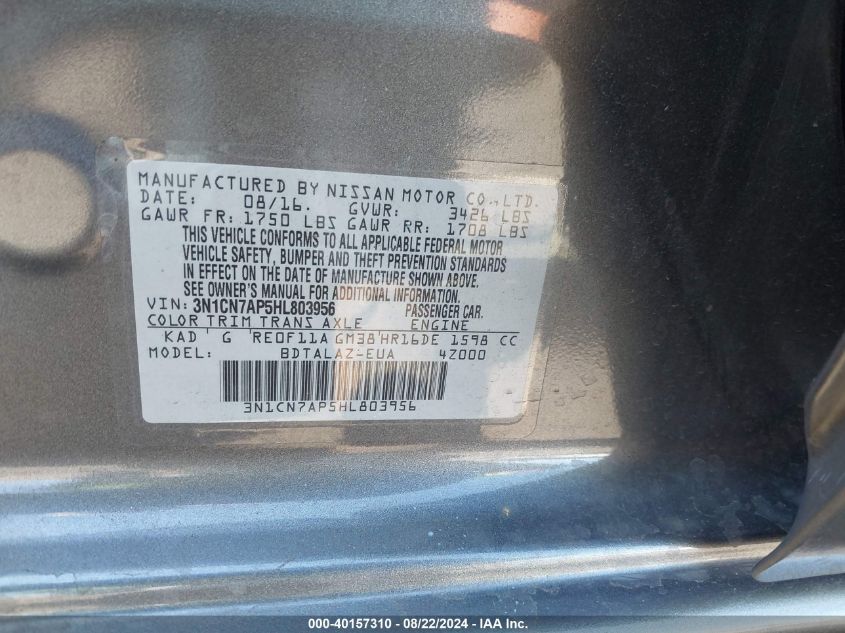 MANUFACTURED BY NISSAN MOTOR CO., LTD.
DATE: 08/16. GVWR: 3426 LBS
GAWR FR: 1750 LBS GAWR RR: 1708 LBS
THIS VEHICLE CONFORMS TO ALL APPLICABLE FEDERAL MOTOR
VEHICLE SAFETY, BUMPER AND THEFT PREVENTION STANDARDS
IN EFFECT ON THE DATE OF MANUFACTURE SHOWN ABOVE.
SEE OWNER'S MANUAL FOR ADDITIONAL INFORMATION.
VIN: 3N1CN7AP5HL803956 PASSENGER CAR.
COLOR TRIM TRANS AXLE ENGINE
KAD G RE0F11A GM38 HR16DE 1598 CC
MODEL: BDTALAZ-EUA 4Z000
3N1CN7AP5HL803956
000-40157310 - 08/22/2024 - IAA Inc.